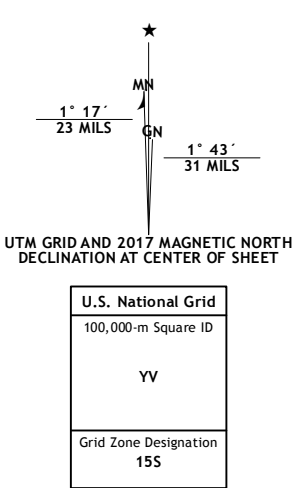 ★
MN
1° 17´
23 MILS
GN
1° 43´
31 MILS
UTM GRID AND 2017 MAGNETIC NORTH
DECLINATION AT CENTER OF SHEET
U.S. National Grid
100,000-m Square ID
YV
Grid Zone Designation
15S